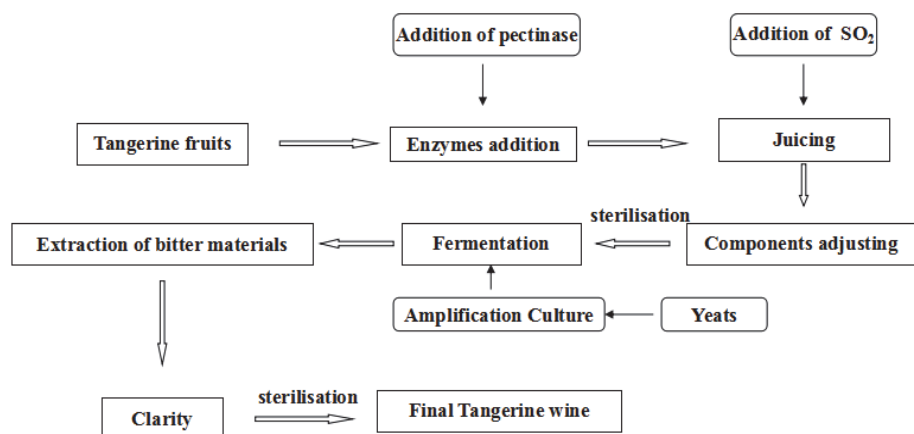 Addition of pectinase
Addition of SO₂
Tangerine fruits
Enzymes addition
Juicing
sterilisation
Extraction of bitter materials
Fermentation
Components adjusting
Amplification Culture
Yeats
sterilisation
Clarity
Final Tangerine wine